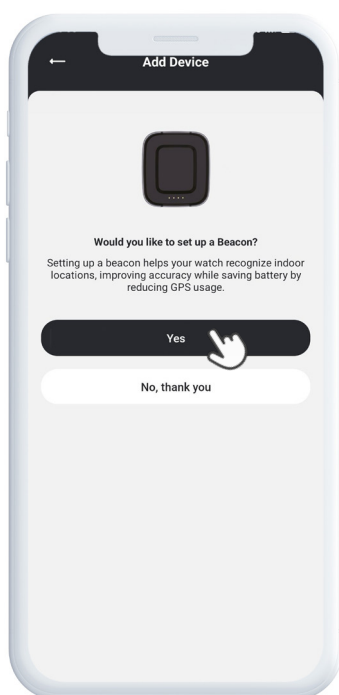 Add Device
Would you like to set up a Beacon?
Setting up a beacon helps your watch recognize indoor
locations, improving accuracy while saving battery by
reducing GPS usage.
Yes
No, thank you